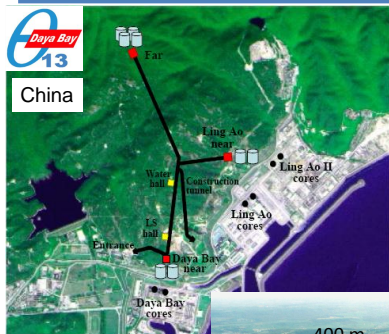 Daya Bay
θ13
China
Far
Ling Ao
near
Ling Ao II
cores
Water
hall
Construction
tunnel
Ling Ao
cores
LS
hall
Entrance
Daya Bay
near
Daya Bay
cores
400 m